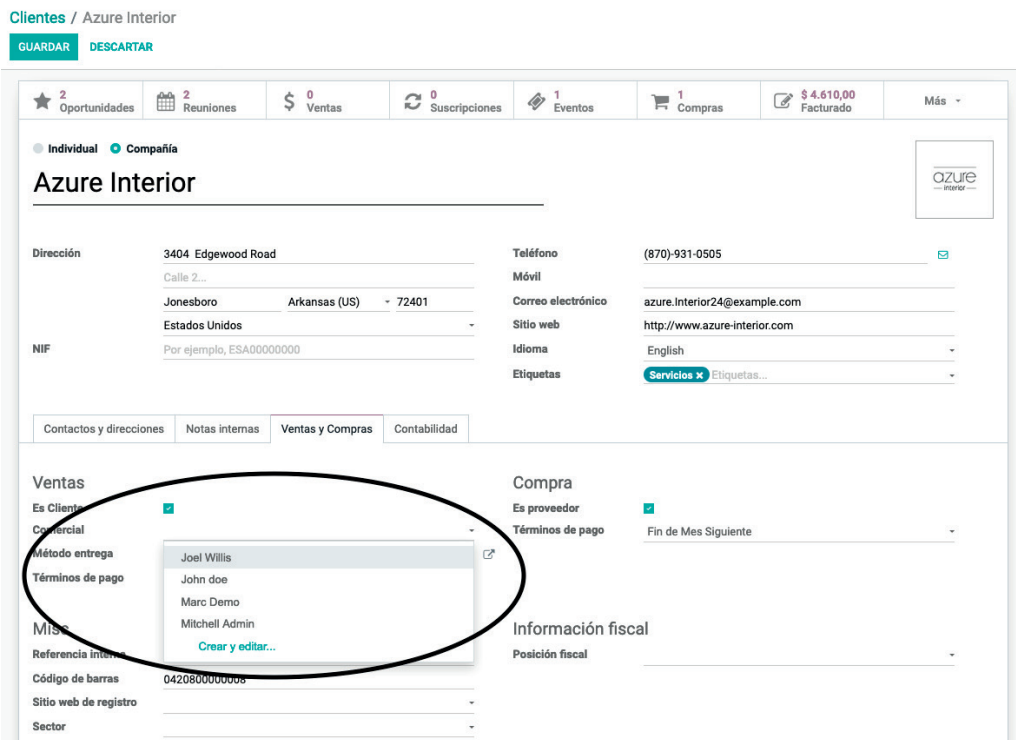 Clientes / Azure Interior
GUARDAR DESCARTAR
2 Oportunidades
2 Reuniones
0 Ventas
0 Suscripciones
1 Eventos
1 Compras
$ 4.610,00 Facturado
Más
Individual Compañía
Azure Interior
azure
interior
Dirección
3404 Edgewood Road
Calle 2...
Jonesboro Arkansas (US) 72401
Estados Unidos
NIF Por ejemplo, ESA00000000
Teléfono (870)-931-0505
Móvil
Correo electrónico azure.Interior24@example.com
Sitio web http://www.azure-interior.com
Idioma English
Etiquetas Servicios x Etiquetas...
Contactos y direcciones Notas internas Ventas y Compras Contabilidad
Ventas
Es Cliente
Comercial
Método entrega
Términos de pago
Joel Willis
John doe
Marc Demo
Mitchell Admin
Crear y editar...
Compra
Es proveedor
Términos de pago Fin de Mes Siguiente
Misc
Referencia interna
Código de barras 0420800000008
Sitio web de registro
Sector
Información fiscal
Posición fiscal